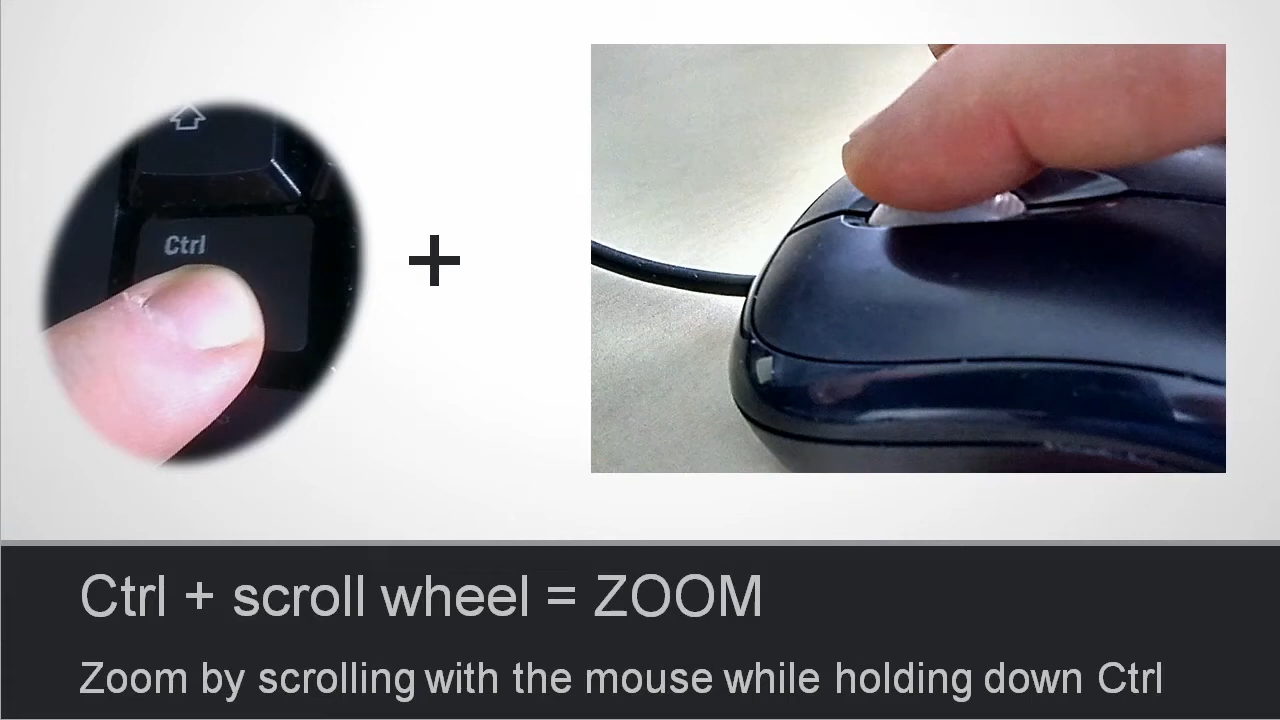 Ctrl
+
Ctrl + scroll wheel = ZOOM
Zoom by scrolling with the mouse while holding down Ctrl